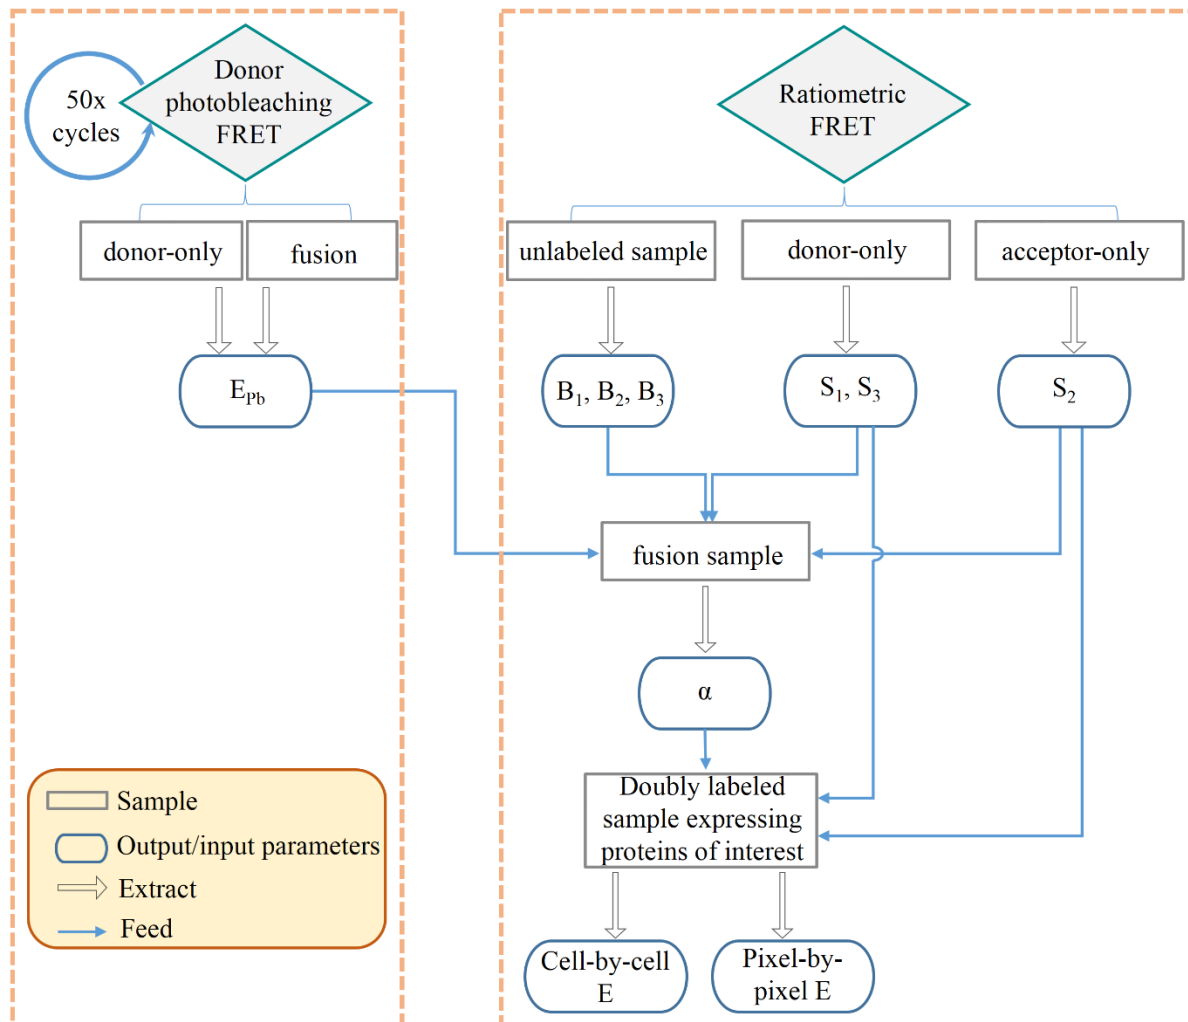 Donor
photobleaching
FRET
50x
cycles
donor-only
fusion
E_Pb
Ratiometric
FRET
unlabeled sample
donor-only
acceptor-only
B₁, B₂, B₃
S₁, S₃
S₂
fusion sample
α
Doubly labeled
sample expressing
proteins of interest
Cell-by-cell
E
Pixel-by-
pixel E
Sample
Output/input parameters
Extract
Feed